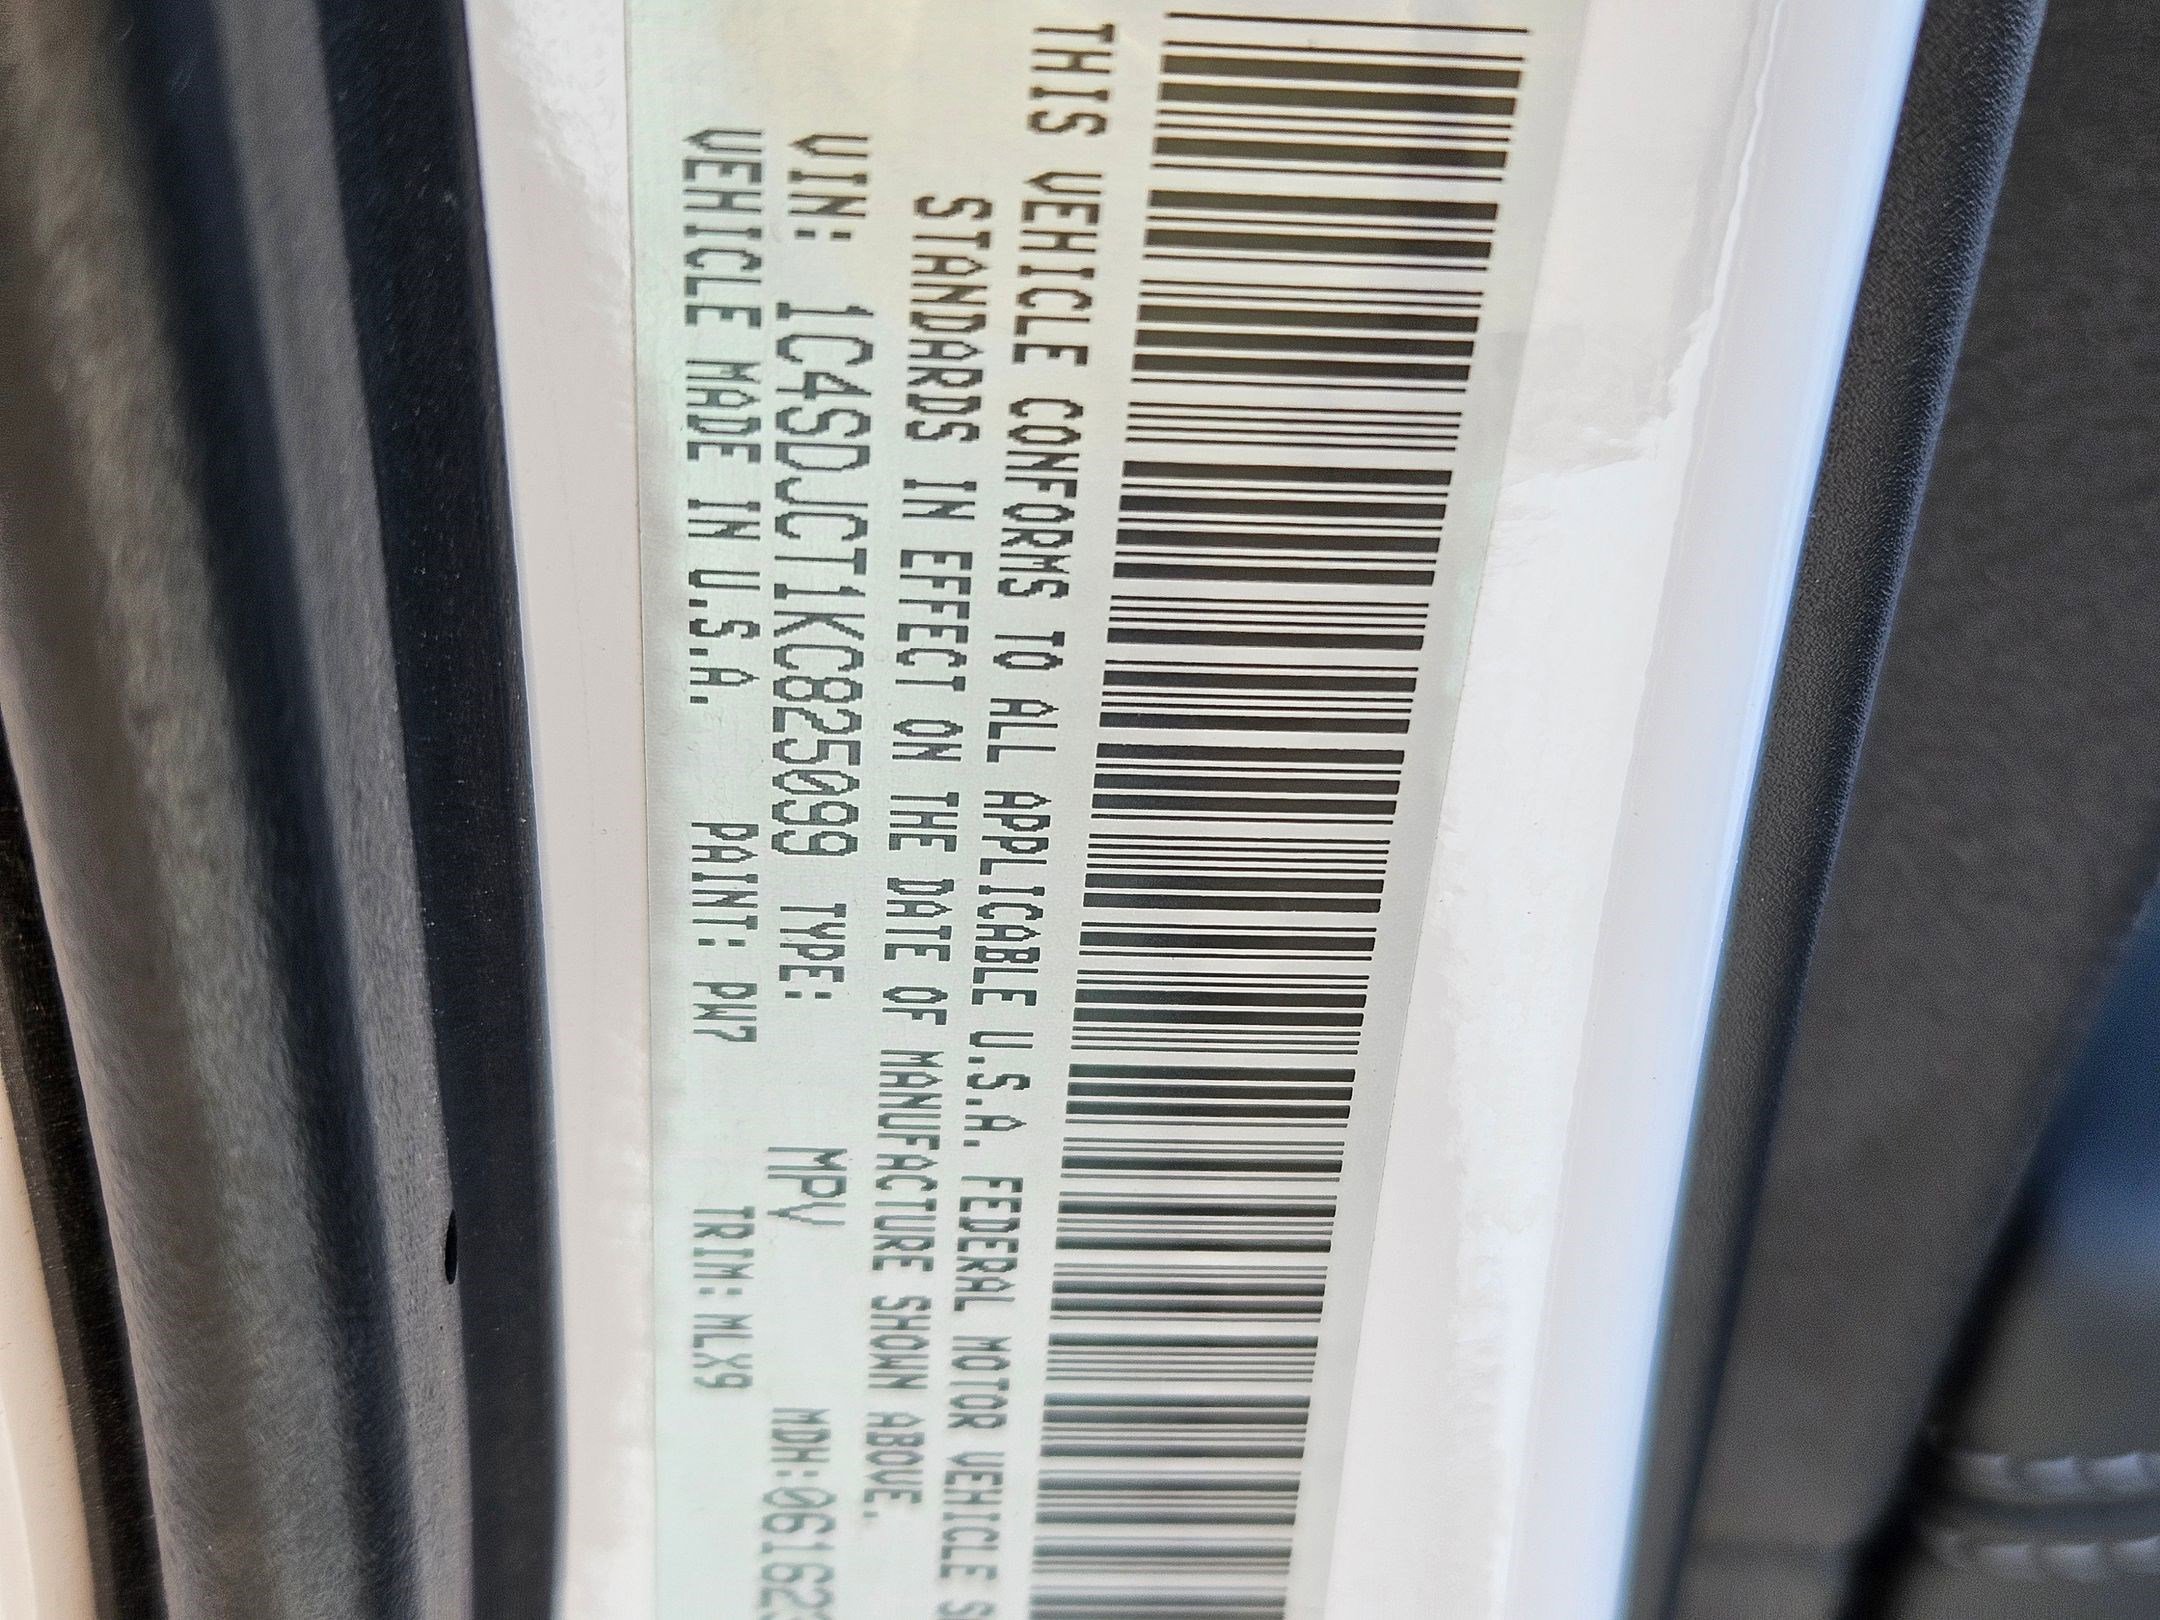 THIS VEHICLE CONFORMS TO ALL APPLICABLE U.S.A. FEDERAL MOTOR VEHICLE S
STANDARDS IN EFFECT ON THE DATE OF MANUFACTURE SHOWN ABOVE.
VIN: 1C4SDJCT1KC825099 TYPE: MPV MDH:061623
VEHICLE MADE IN U.S.A. PAINT: PW7 TRIM: MLX9